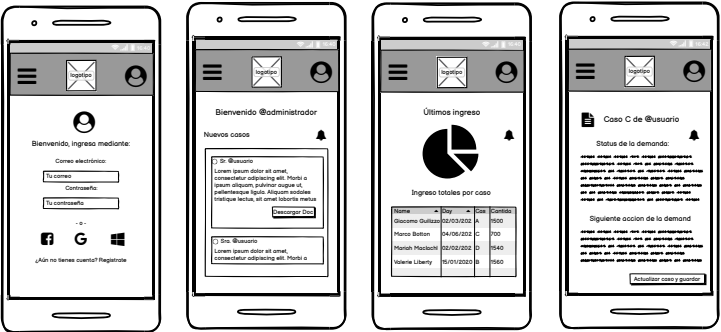 logotipo
Bienvenido, ingresa mediante:
Correo electrónico:
Tu correo
Contraseña:
Tu contraseña
- o -
G
¿Aún no tienes cuenta? Registrate
logotipo
Bienvenido @administrador
Nuevos casos
Sr. @usuario
Lorem ipsum dolor sit amet,
consectetur adipiscing elit. Morbi a
ipsum aliquam, pulvinar augue ut,
pellentesque ligula. Aliquam sodales
tristique lectus, sit amet lobortis metus
Descargar Doc
Sra. @usuario
Lorem ipsum dolor sit amet,
consectetur adipiscing elit. Morbi a
logotipo
Últimos ingreso
Ingreso totales por caso
Name Day Cas Cantida
Giacomo Guilizzo 02/03/202 A 1500
Marco Botton 04/06/202 C 700
Mariah Maclachl 02/02/202 D 1540
Valerie Liberty 15/01/2020 B 1560
logotipo
Caso C de @usuario
Status de la demanda:
Siguiente accion de la demand
Actualizar caso y guardar